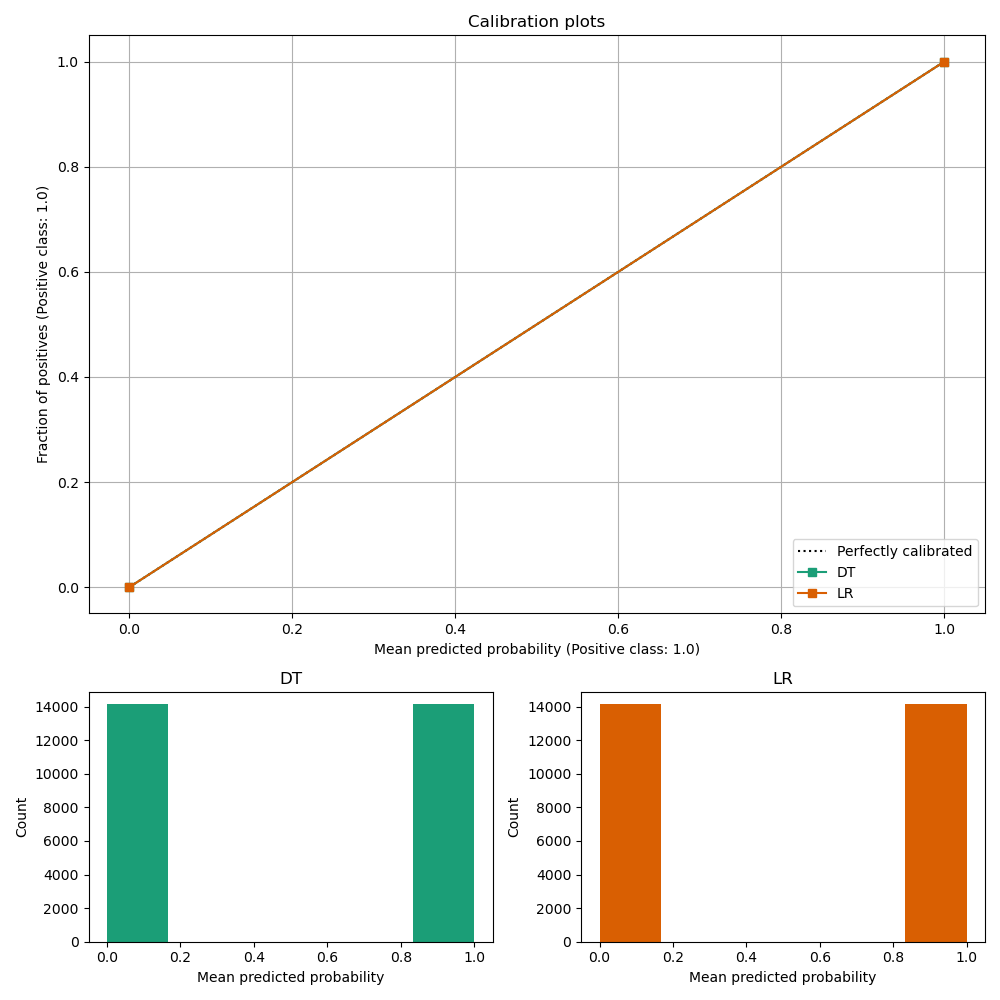 Calibration plots
1.0
0.8
0.6
0.4
0.2
0.0
Fraction of positives (Positive class: 1.0)
0.0 0.2 0.4 0.6 0.8 1.0
Mean predicted probability (Positive class: 1.0)
Perfectly calibrated
DT
LR
DT
14000
12000
10000
8000
6000
4000
2000
0
Count
0.0 0.2 0.4 0.6 0.8 1.0
Mean predicted probability
LR
14000
12000
10000
8000
6000
4000
2000
0
Count
0.0 0.2 0.4 0.6 0.8 1.0
Mean predicted probability